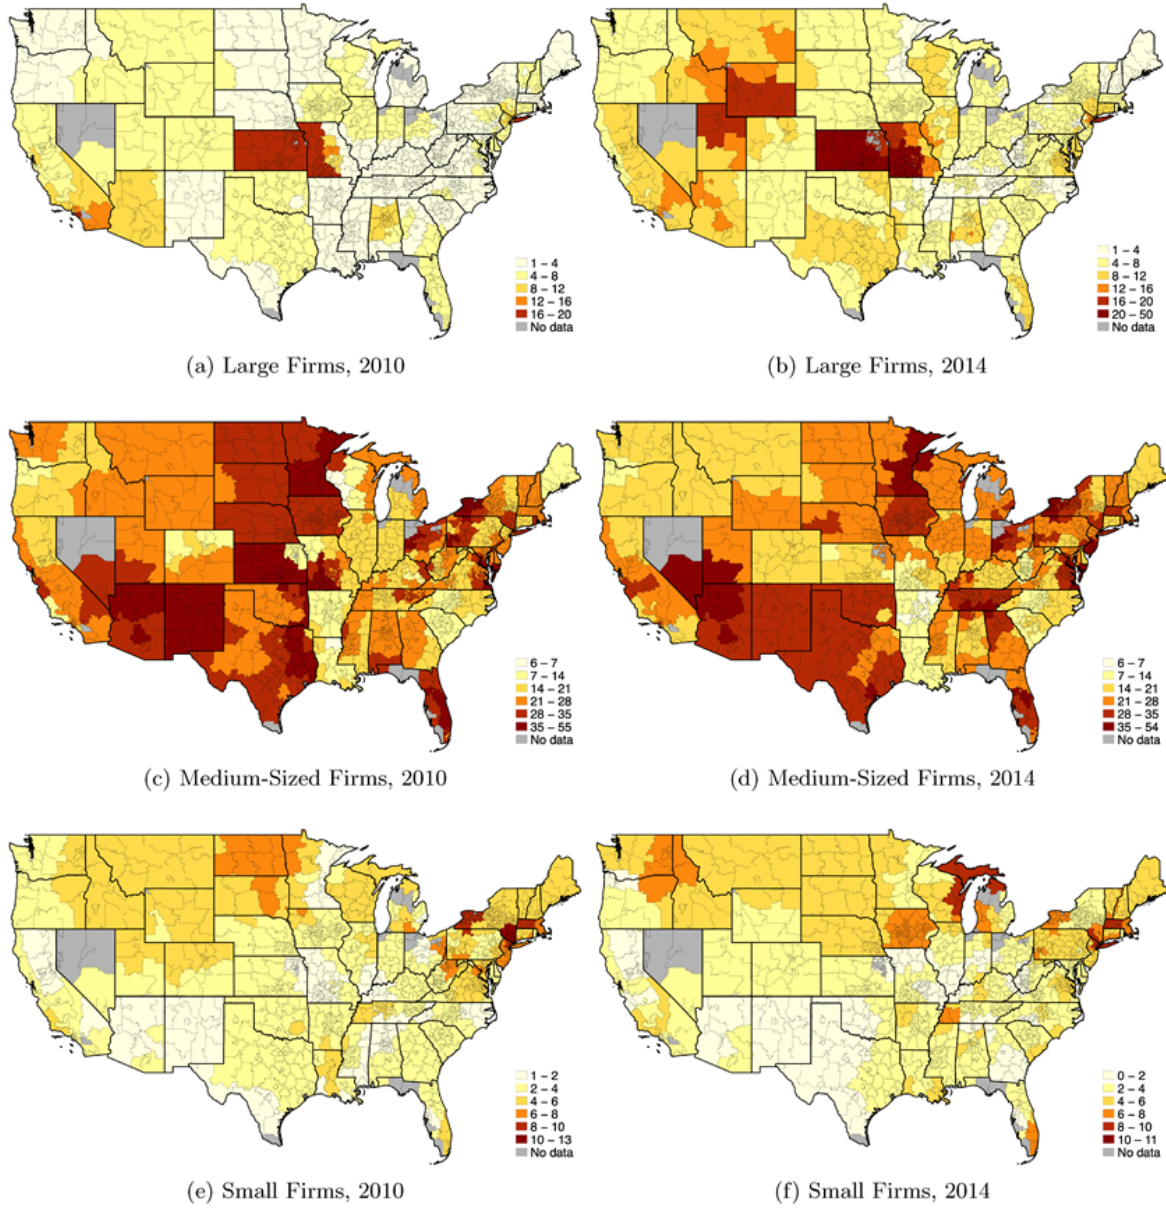 1 – 4
4 – 8
8 – 12
12 – 16
16 – 20
No data
(a) Large Firms, 2010
1 – 4
4 – 8
8 – 12
12 – 16
16 – 20
20 – 50
No data
(b) Large Firms, 2014
6 – 7
7 – 14
14 – 21
21 – 28
28 – 35
35 – 55
No data
(c) Medium-Sized Firms, 2010
6 – 7
7 – 14
14 – 21
21 – 28
28 – 35
35 – 54
No data
(d) Medium-Sized Firms, 2014
1 – 2
2 – 4
4 – 6
6 – 8
8 – 10
10 – 13
No data
(e) Small Firms, 2010
0 – 2
2 – 4
4 – 6
6 – 8
8 – 10
10 – 11
No data
(f) Small Firms, 2014